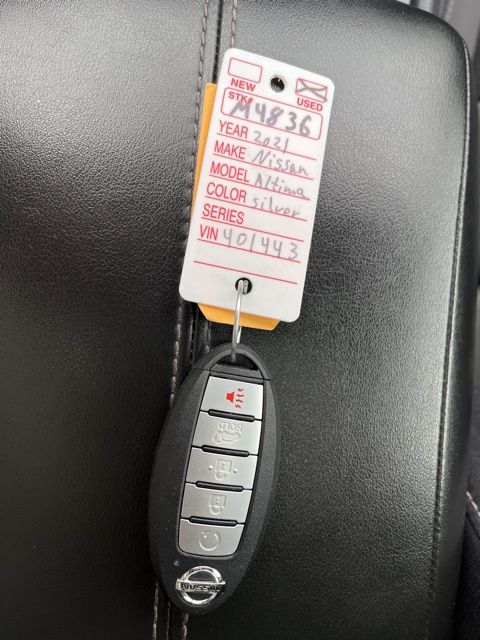 NEW USED
STK# M4836
YEAR 2021
MAKE Nissan
MODEL Altima
COLOR silver
SERIES
VIN 401443
HOLD
NISSAN